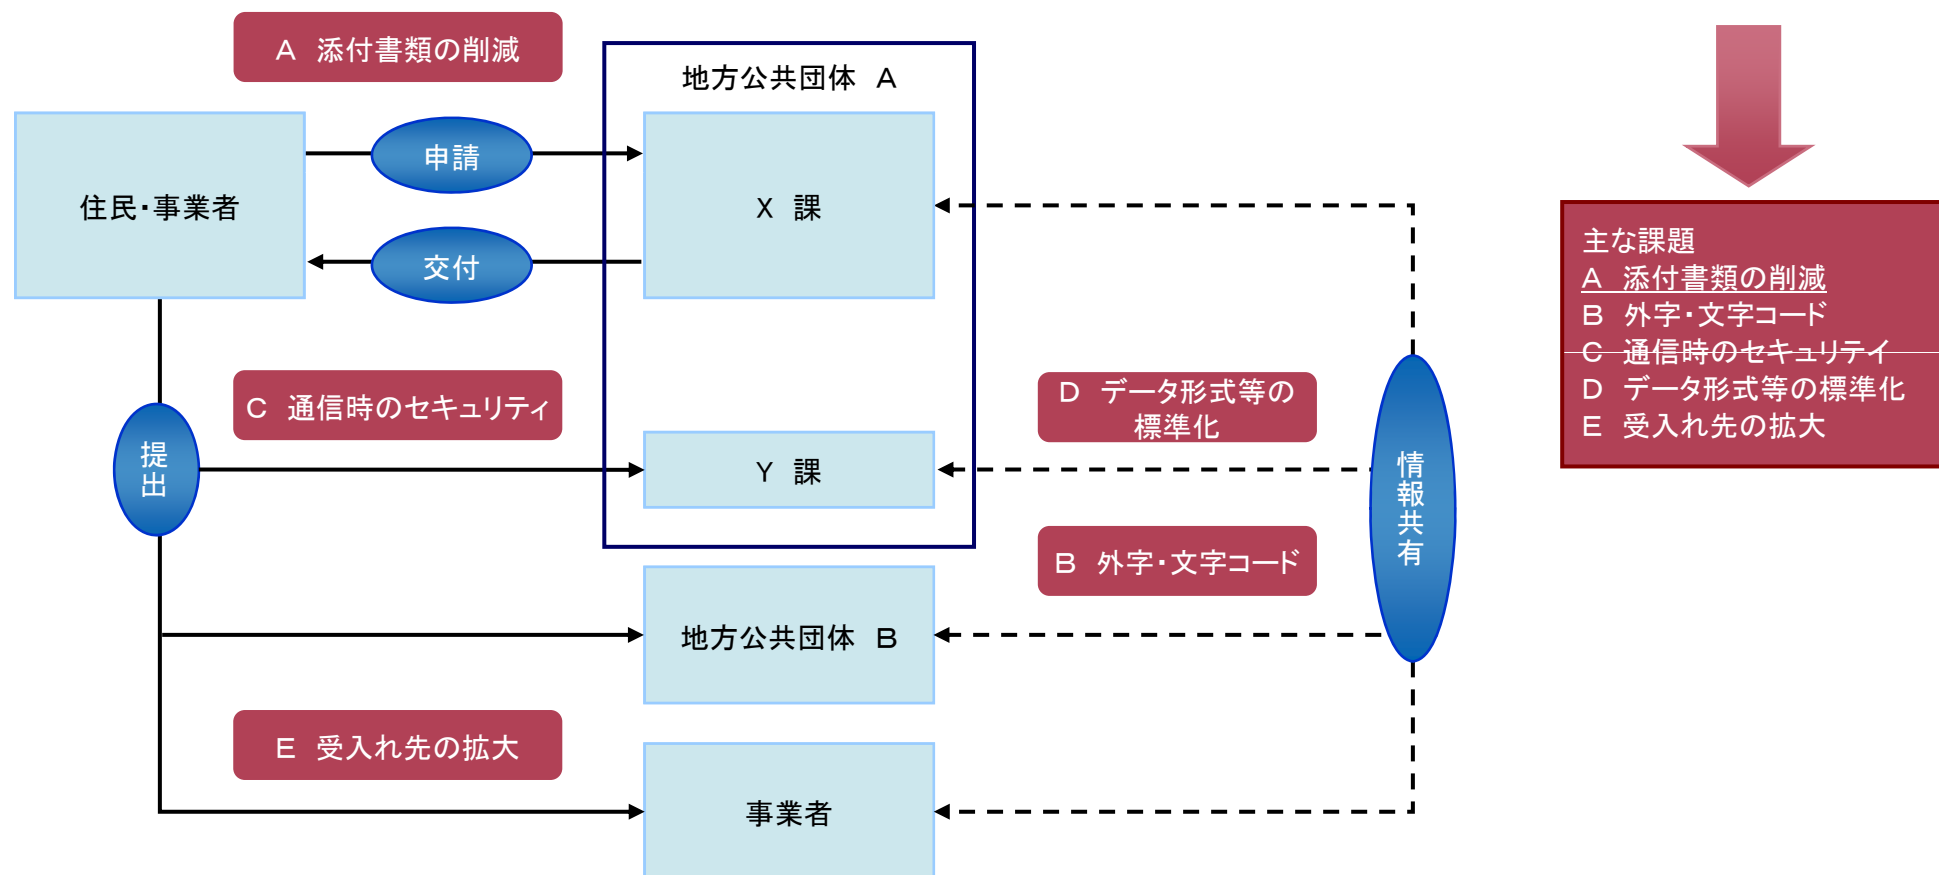 A　添付書類の削減
地方公共団体　A
申請
住民・事業者
X　課
交付
C　通信時のセキュリティ
D　データ形式等の
標準化
提出
Y　課
情報共有
B　外字・文字コード
地方公共団体　B
E　受入れ先の拡大
事業者
主な課題
A　添付書類の削減
B　外字・文字コード
C　通信時のセキュリテイ
D　データ形式等の標準化
E　受入れ先の拡大